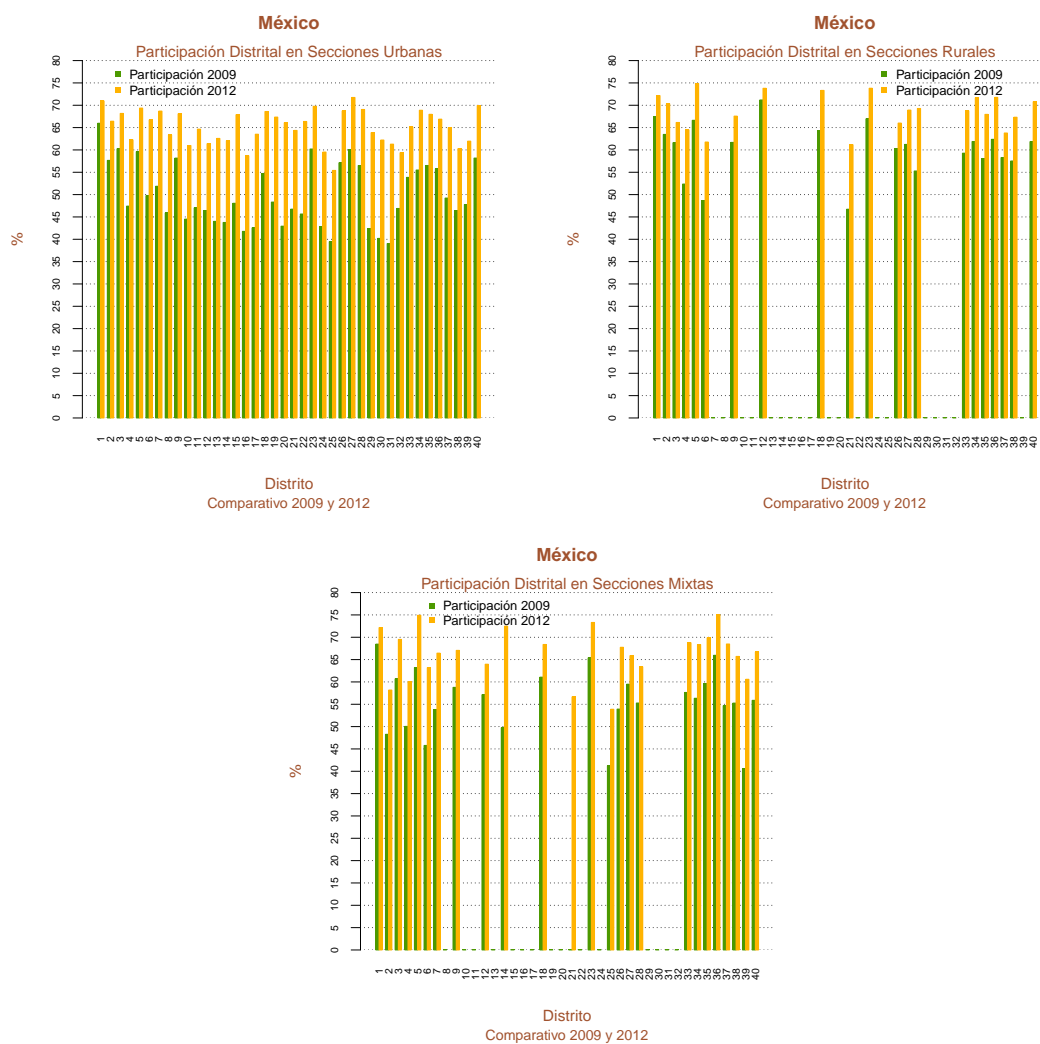 México
Participación Distrital en Secciones Urbanas
Participación 2009
Participación 2012
%
0 5 10 15 20 25 30 35 40 45 50 55 60 65 70 75 80
1 2 3 4 5 6 7 8 9 10 11 12 13 14 15 16 17 18 19 20 21 22 23 24 25 26 27 28 29 30 31 32 33 34 35 36 37 38 39 40
Distrito
Comparativo 2009 y 2012
México
Participación Distrital en Secciones Rurales
Participación 2009
Participación 2012
%
0 5 10 15 20 25 30 35 40 45 50 55 60 65 70 75 80
1 2 3 4 5 6 7 8 9 10 11 12 13 14 15 16 17 18 19 20 21 22 23 24 25 26 27 28 29 30 31 32 33 34 35 36 37 38 39 40
Distrito
Comparativo 2009 y 2012
México
Participación Distrital en Secciones Mixtas
Participación 2009
Participación 2012
%
0 5 10 15 20 25 30 35 40 45 50 55 60 65 70 75 80
1 2 3 4 5 6 7 8 9 10 11 12 13 14 15 16 17 18 19 20 21 22 23 24 25 26 27 28 29 30 31 32 33 34 35 36 37 38 39 40
Distrito
Comparativo 2009 y 2012